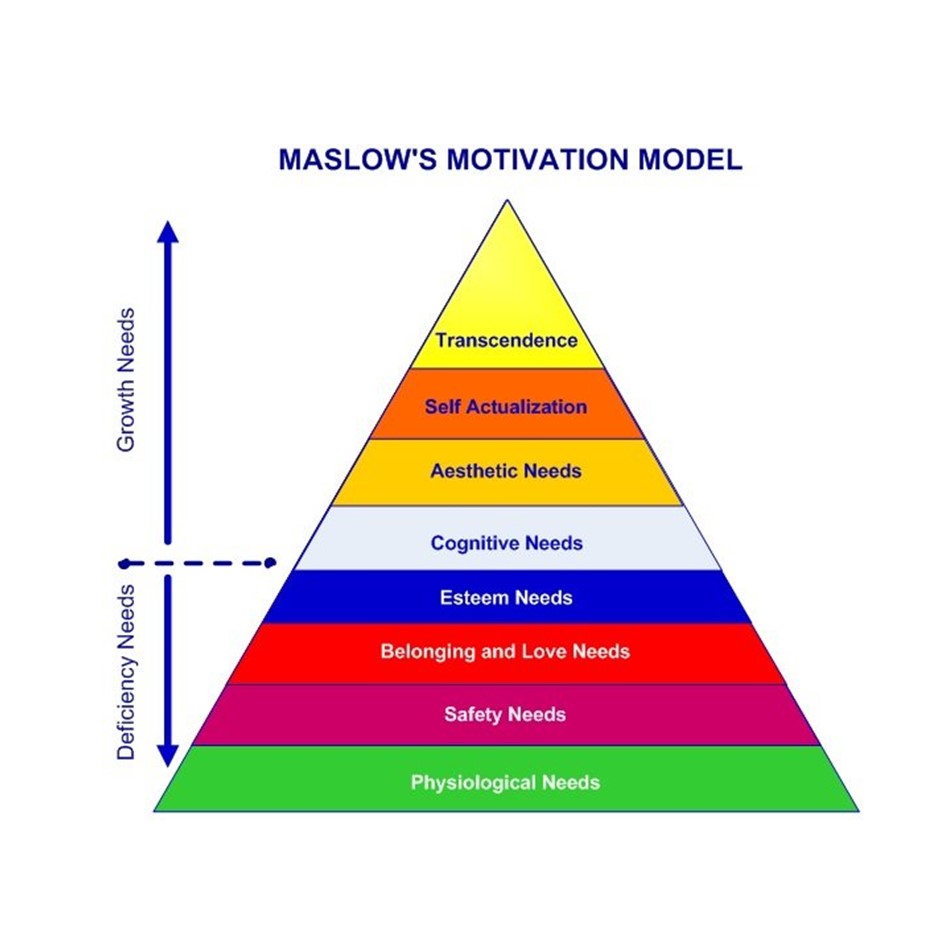 MASLOW'S MOTIVATION MODEL
Growth Needs
Deficiency Needs
Transcendence
Self Actualization
Aesthetic Needs
Cognitive Needs
Esteem Needs
Belonging and Love Needs
Safety Needs
Physiological Needs